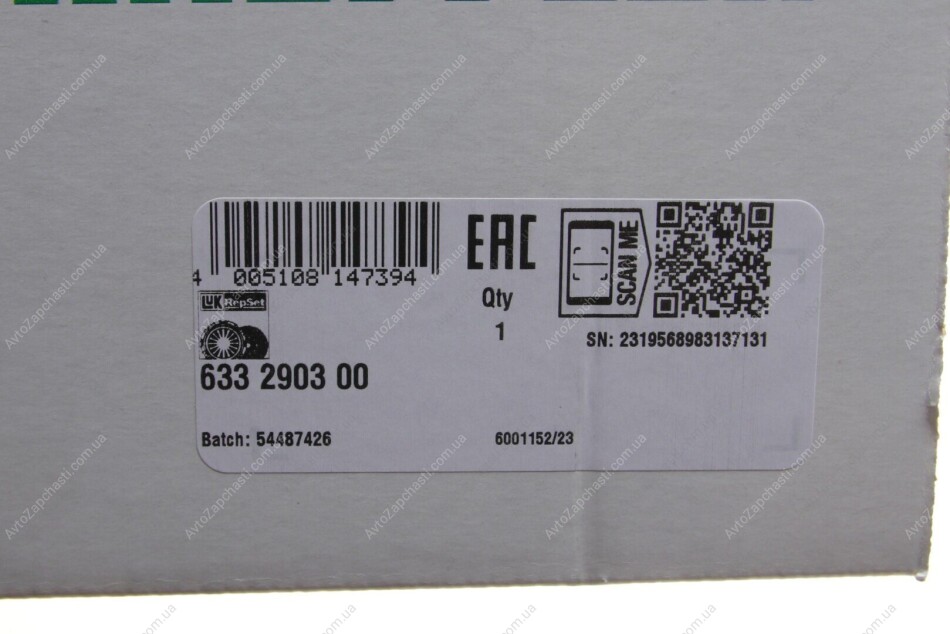 4 005108 147394
EAC
SCAN ME
Qty
1
LuK RepSet
SN: 2319568983137131
633 2903 00
Batch: 54487426
6001152/23
AvtoZapchasti.com.ua